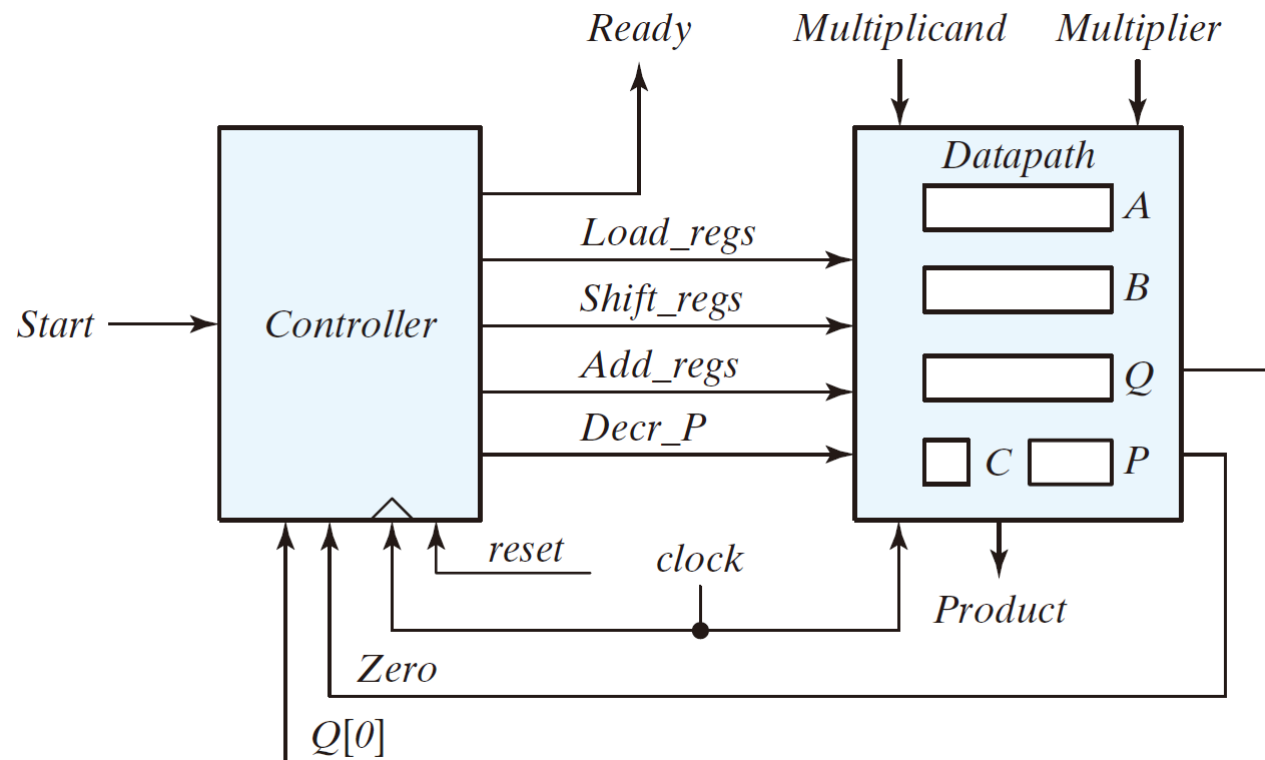 Ready
Multiplicand
Multiplier
Datapath
A
Load_regs
B
Shift_regs
Start
Controller
Add_regs
Q
Decr_P
C
P
reset
clock
Product
Zero
Q[0]